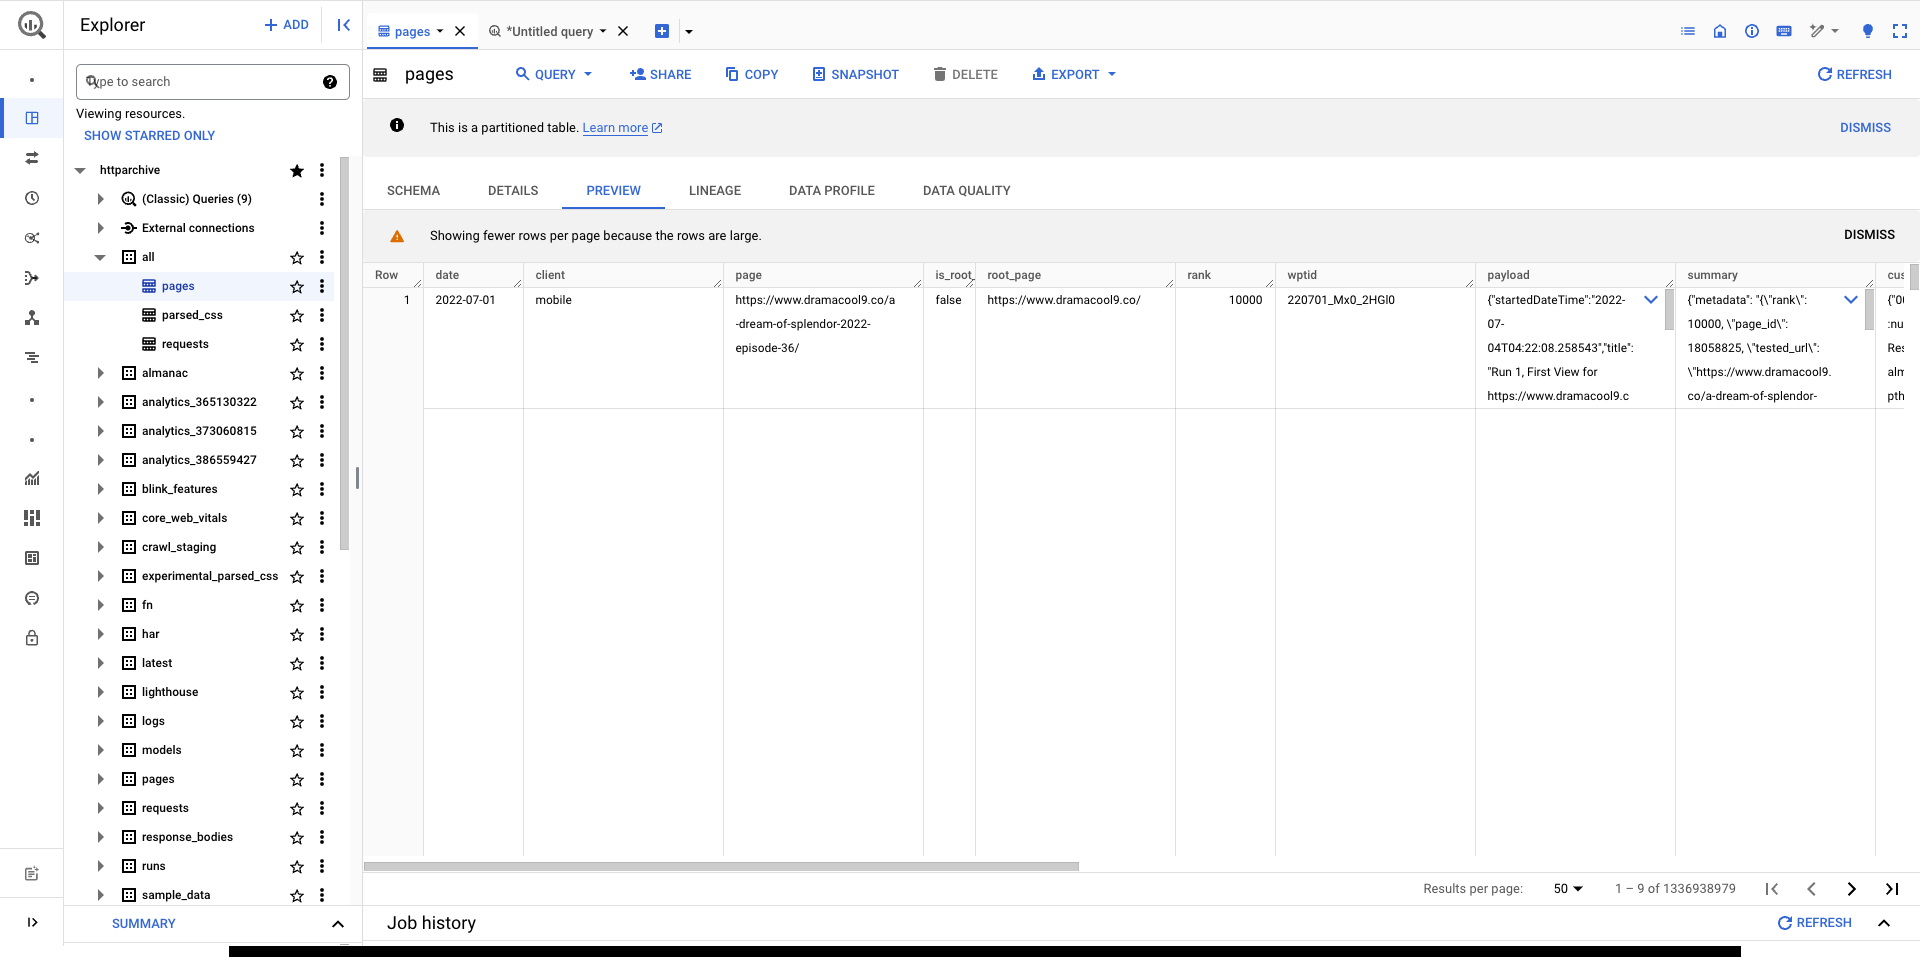 Explorer
+ ADD
pages
*Untitled query
Type to search
Viewing resources.
SHOW STARRED ONLY
httparchive
(Classic) Queries (9)
External connections
all
pages
parsed_css
requests
almanac
analytics_365130322
analytics_373060815
analytics_386559427
blink_features
core_web_vitals
crawl_staging
experimental_parsed_css
fn
har
latest
lighthouse
logs
models
pages
requests
response_bodies
runs
sample_data
SUMMARY
pages
QUERY
SHARE
COPY
SNAPSHOT
DELETE
EXPORT
REFRESH
This is a partitioned table. Learn more
DISMISS
SCHEMA DETAILS PREVIEW LINEAGE DATA PROFILE DATA QUALITY
Showing fewer rows per page because the rows are large.
DISMISS
Row date client page is_root_ root_page rank wptid payload summary cus
1
2022-07-01
mobile
https://www.dramacool9.co/a
-dream-of-splendor-2022-
episode-36/
false
https://www.dramacool9.co/
10000
220701_Mx0_2HGI0
{"startedDateTime":"2022-
07-
04T04:22:08.258543","title":
"Run 1, First View for
https://www.dramacool9.c
{"metadata": "{\"rank\":
10000, \"page_id\":
18058825, \"tested_url\":
\"https://www.dramacool9.
co/a-dream-of-splendor-
{"0
:nu
Res
alm
pth
Results per page: 50 1 – 9 of 1336938979
Job history
REFRESH